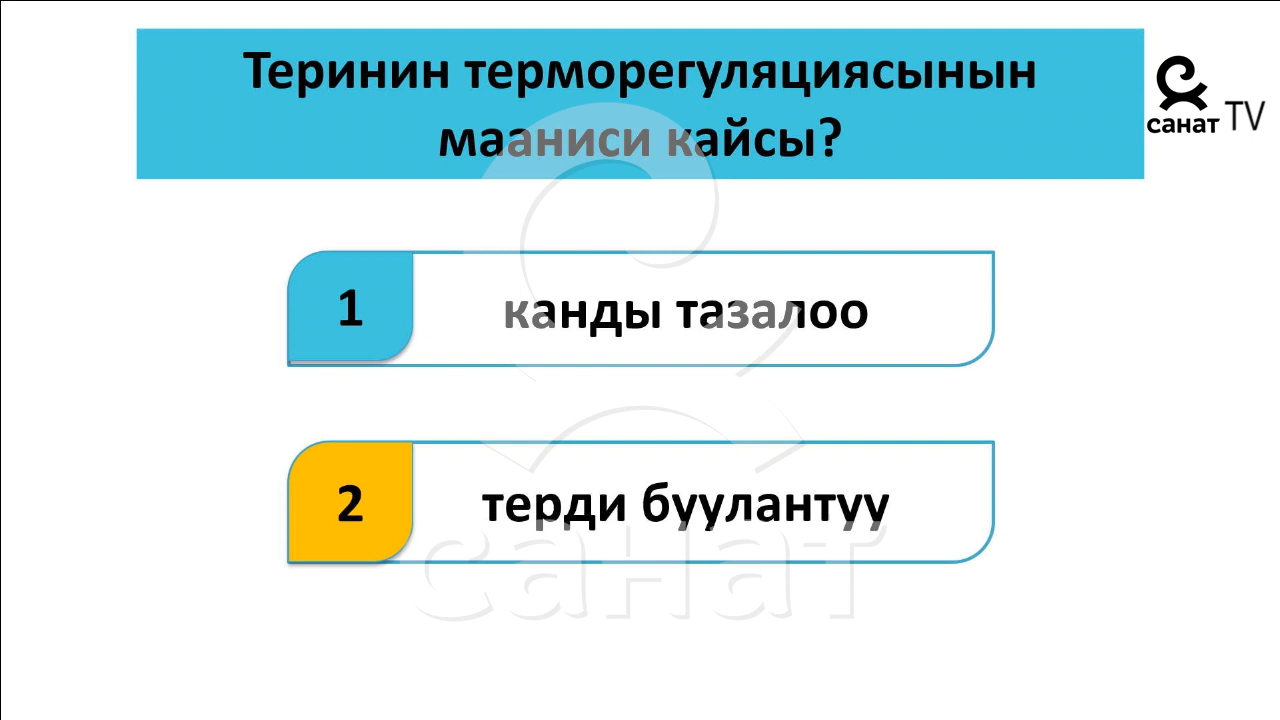 Теринин терморегуляциясынын
мааниси кайсы?
санат TV
1 канды тазалоо
2 терди буулантуу
санат